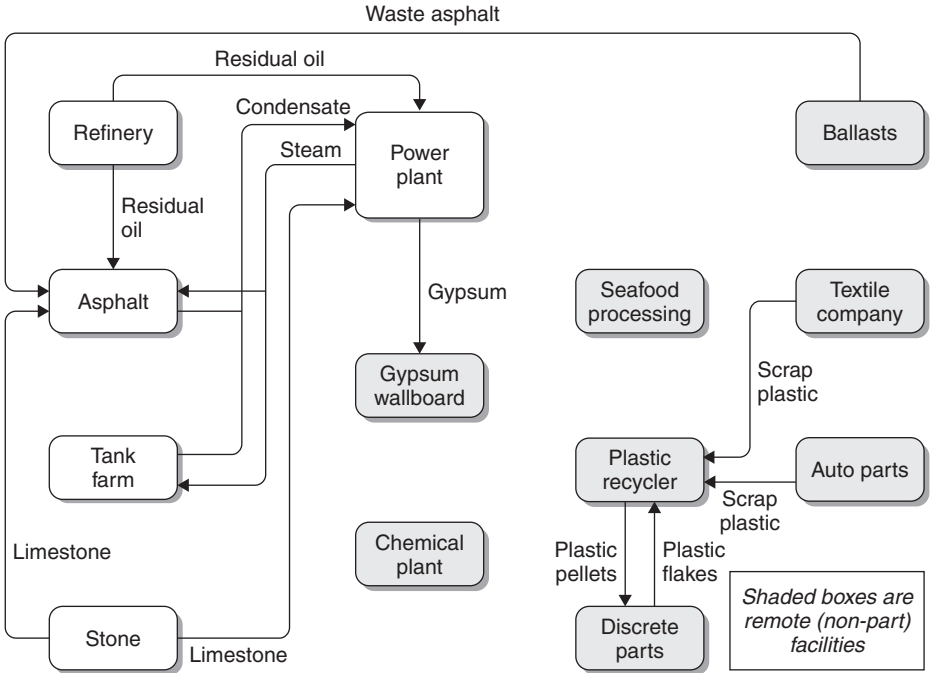 Waste asphalt
Residual oil
Refinery
Condensate
Steam
Power
plant
Ballasts
Residual
oil
Asphalt
Gypsum
Seafood
processing
Textile
company
Gypsum
wallboard
Scrap
plastic
Tank
farm
Plastic
recycler
Auto parts
Scrap
plastic
Limestone
Chemical
plant
Plastic
pellets
Plastic
flakes
Stone
Limestone
Discrete
parts
Shaded boxes are
remote (non-part)
facilities